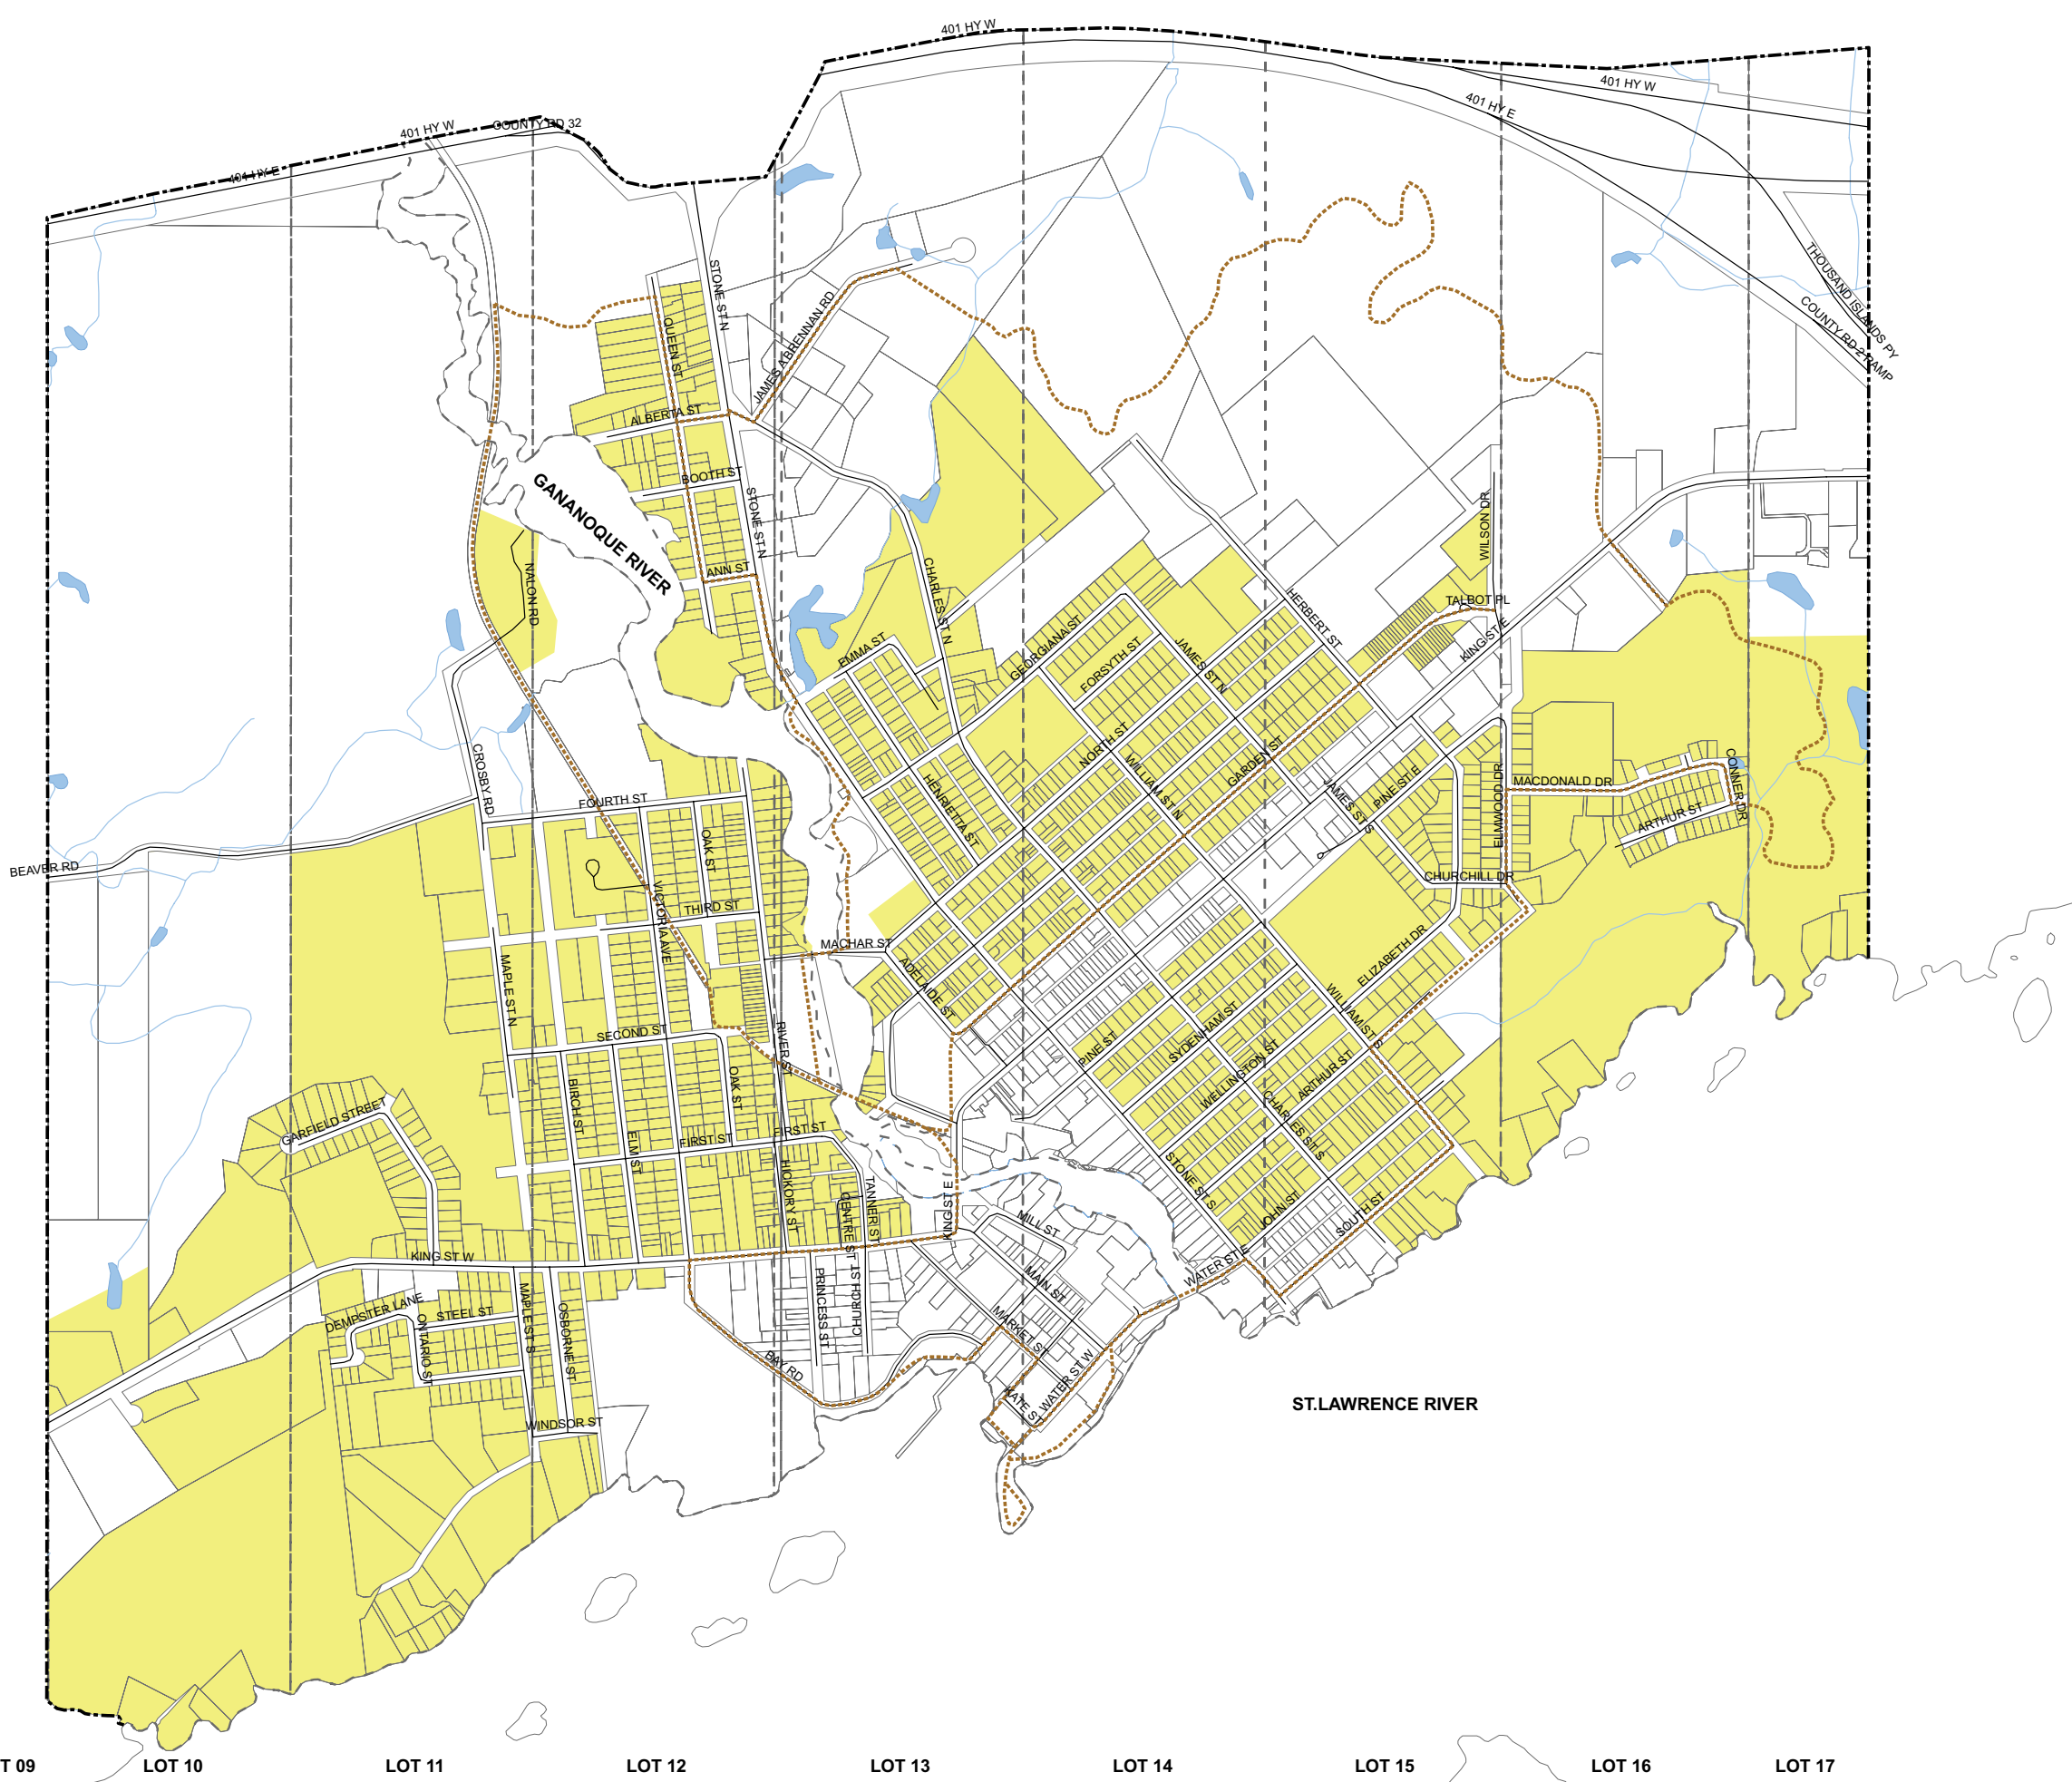 401 HY W
401 HY W
401 HY E
401 HY W
COUNTY RD 32
401 HY E
THOUSAND ISLANDS PY
COUNTY RD 2 RAMP
STONE ST N
QUEEN ST
JAMES A BRENNAN RD
ALBERTA ST
BOOTH ST
GANANOQUE RIVER
STONE ST N
WILSON DR
ANN ST
NALON RD
CHARLES ST N
HERBERT ST
TALBOT PL
KING ST E
EMMA ST
GEORGIANA ST
FORSYTH ST
JAMES ST N
NORTH ST
WILLIAM ST N
GARDEN ST
HENRIETTA ST
CROSBY RD
FOURTH ST
OAK ST
JAMES ST S
PINE ST E
ELMWOOD DR
MACDONALD DR
CONNER DR
ARTHUR ST
BEAVER RD
VICTORIA AVE
THIRD ST
CHURCHILL DR
MACHAR ST
ADELAIDE ST
ELIZABETH DR
MAPLE ST N
SECOND ST
RIVER ST
WILLIAM ST S
PINE ST
SYDENHAM ST
WELLINGTON ST
ARTHUR ST
BIRCH ST
OAK ST
CHARLES ST S
GARFIELD STREET
ELM ST
FIRST ST
FIRST ST
HICKORY ST
CENTRE ST
TANNER ST
KING ST E
STONE ST S
JOHN ST
SOUTH ST
MILL ST
WATER ST E
KING ST W
MAIN ST
DEMPSTER LANE
STEEL ST
ONTARIO ST
MAPLE ST S
OSBORNE ST
PRINCESS ST
CHURCH ST
MARKET ST
BAY RD
KATE ST
WATER ST W
WINDSOR ST
ST.LAWRENCE RIVER
T 09
LOT 10
LOT 11
LOT 12
LOT 13
LOT 14
LOT 15
LOT 16
LOT 17